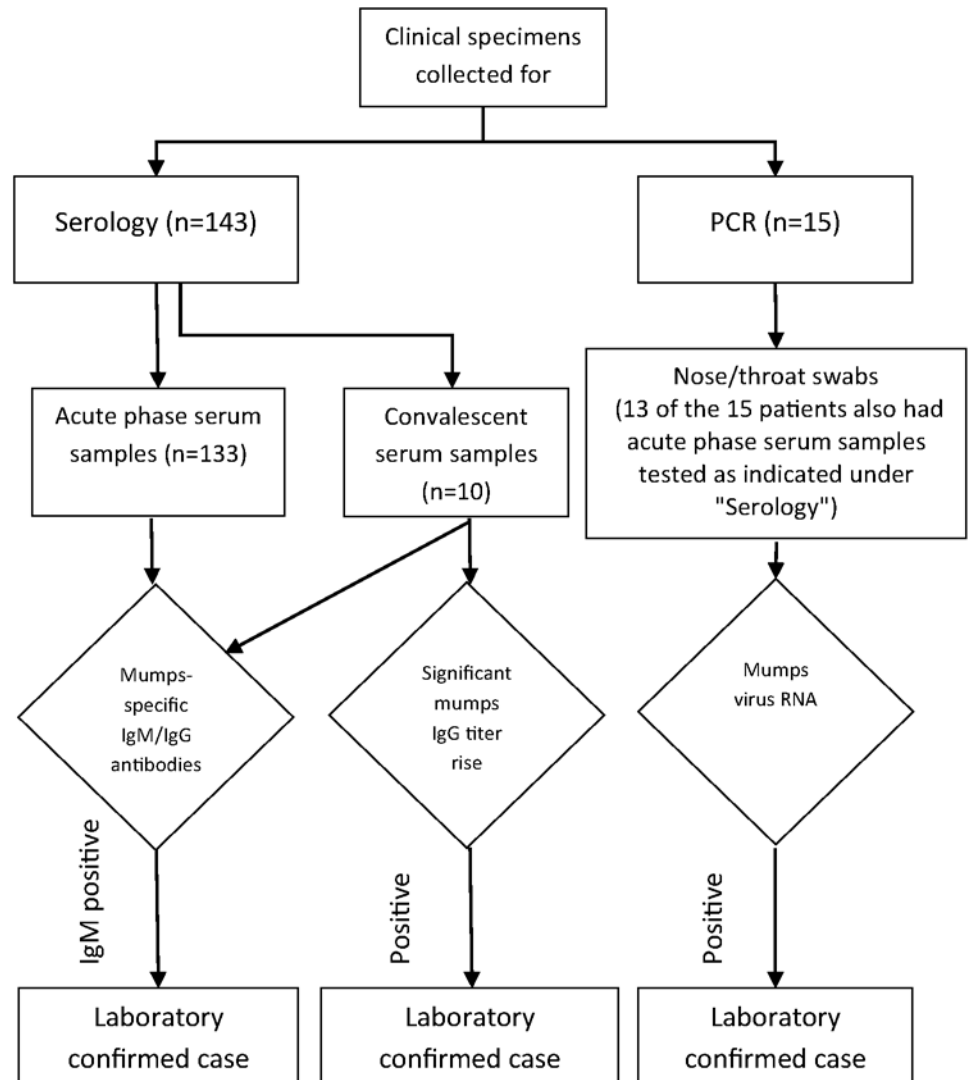 Clinical specimens
collected for
Serology (n=143)
PCR (n=15)
Acute phase serum
samples (n=133)
Convalescent
serum samples
(n=10)
Nose/throat swabs
(13 of the 15 patients also had
acute phase serum samples
tested as indicated under
"Serology")
Mumps-
specific
IgM/IgG
antibodies
Significant
mumps
IgG titer
rise
Mumps
virus RNA
IgM positive
Positive
Positive
Laboratory
confirmed case
Laboratory
confirmed case
Laboratory
confirmed case